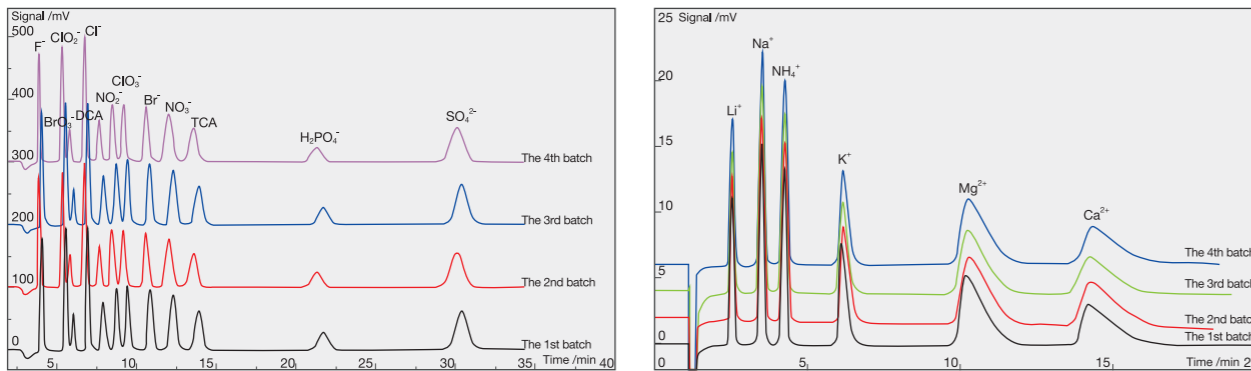 Signal /mV
500
400
300
200
100
0
F⁻
ClO₂⁻
Cl⁻
BrO₃⁻
DCA
NO₂⁻
ClO₃⁻
Br⁻
NO₃⁻
TCA
H₂PO₄⁻
SO₄²⁻
The 4th batch
The 3rd batch
The 2nd batch
The 1st batch
5 10 15 20 25 30 35 40
Time /min
25 Signal /mV
20
15
10
5
0
0
Li⁺
Na⁺
NH₄⁺
K⁺
Mg²⁺
Ca²⁺
The 4th batch
The 3rd batch
The 2nd batch
The 1st batch
5 10 15 2
Time /min